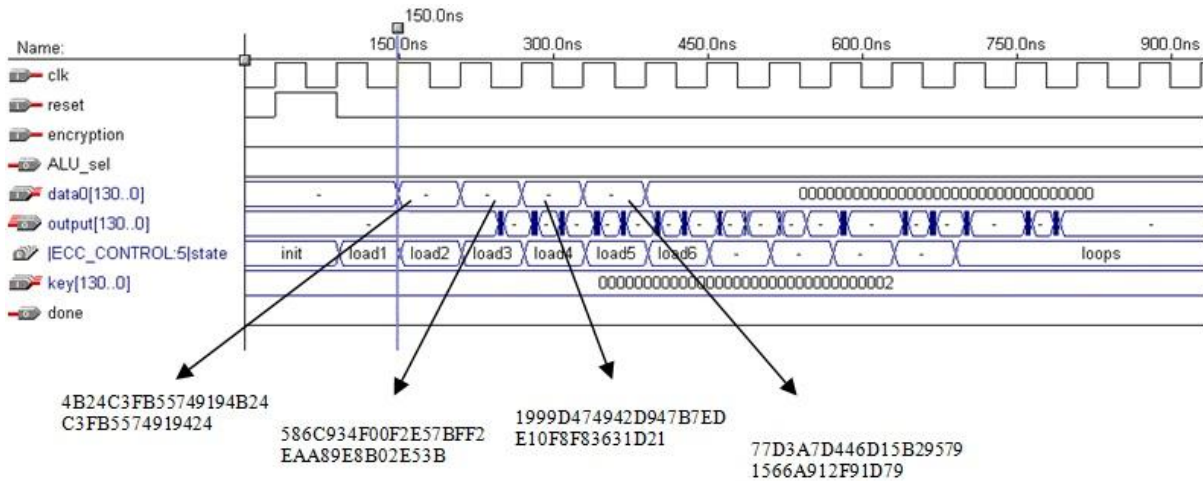 150.0ns
Name:
150.0ns 300.0ns 450.0ns 600.0ns 750.0ns 900.0ns
clk
reset
encryption
ALU_sel
data0[130..0] - - - - - 000000000000000000000000000000000
output[130..0] - - - - - - - - - - - - - - - -
|ECC_CONTROL:5|state init load1 load2 load3 load4 load5 load6 - - - - loops
key[130..0] 000000000000000000000000000000002
done
4B24C3FB55749194B24
C3FB5574919424
586C934F00F2E57BFF2
EAA89E8B02E53B
1999D474942D947B7ED
E10F8F83631D21
77D3A7D446D15B29579
1566A912F91D79